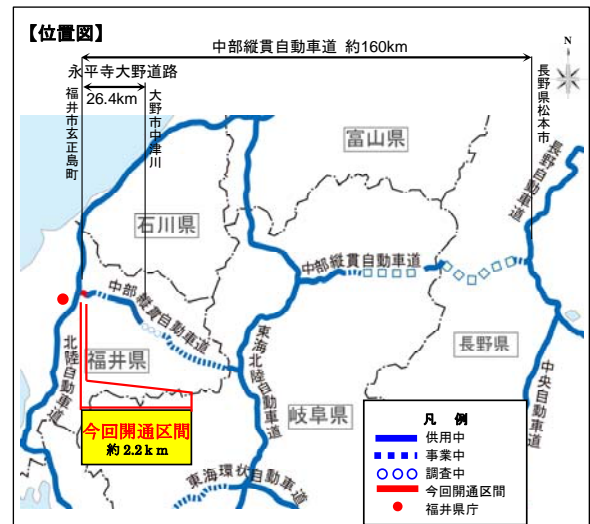 【位置図】
中部縦貫自動車道 約160km
N
永平寺大野道路
26.4km
福井市玄正島町
大野市中津川
長野県松本市
富山県
長野自動車道
石川県
中部縦貫自動車道
中部縦貫自動車道
福井県
北陸自動車道
東海北陸自動車道
長野県
中央自動車道
岐阜県
今回開通区間
約2.2km
東海環状自動車道
凡 例
供用中
事業中
調査中
今回開通区間
福井県庁